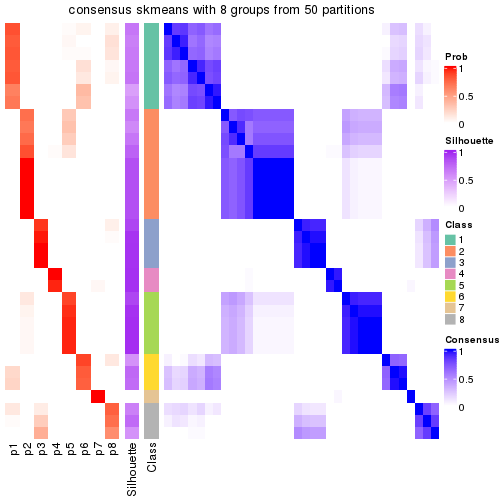 consensus skmeans with 8 groups from 50 partitions
Prob
1
0.5
0
Silhouette
1
0.5
0
Class
1
2
3
4
5
6
7
8
Consensus
1
0.5
0
p1
p2
p3
p4
p5
p6
p7
p8
Silhouette
Class